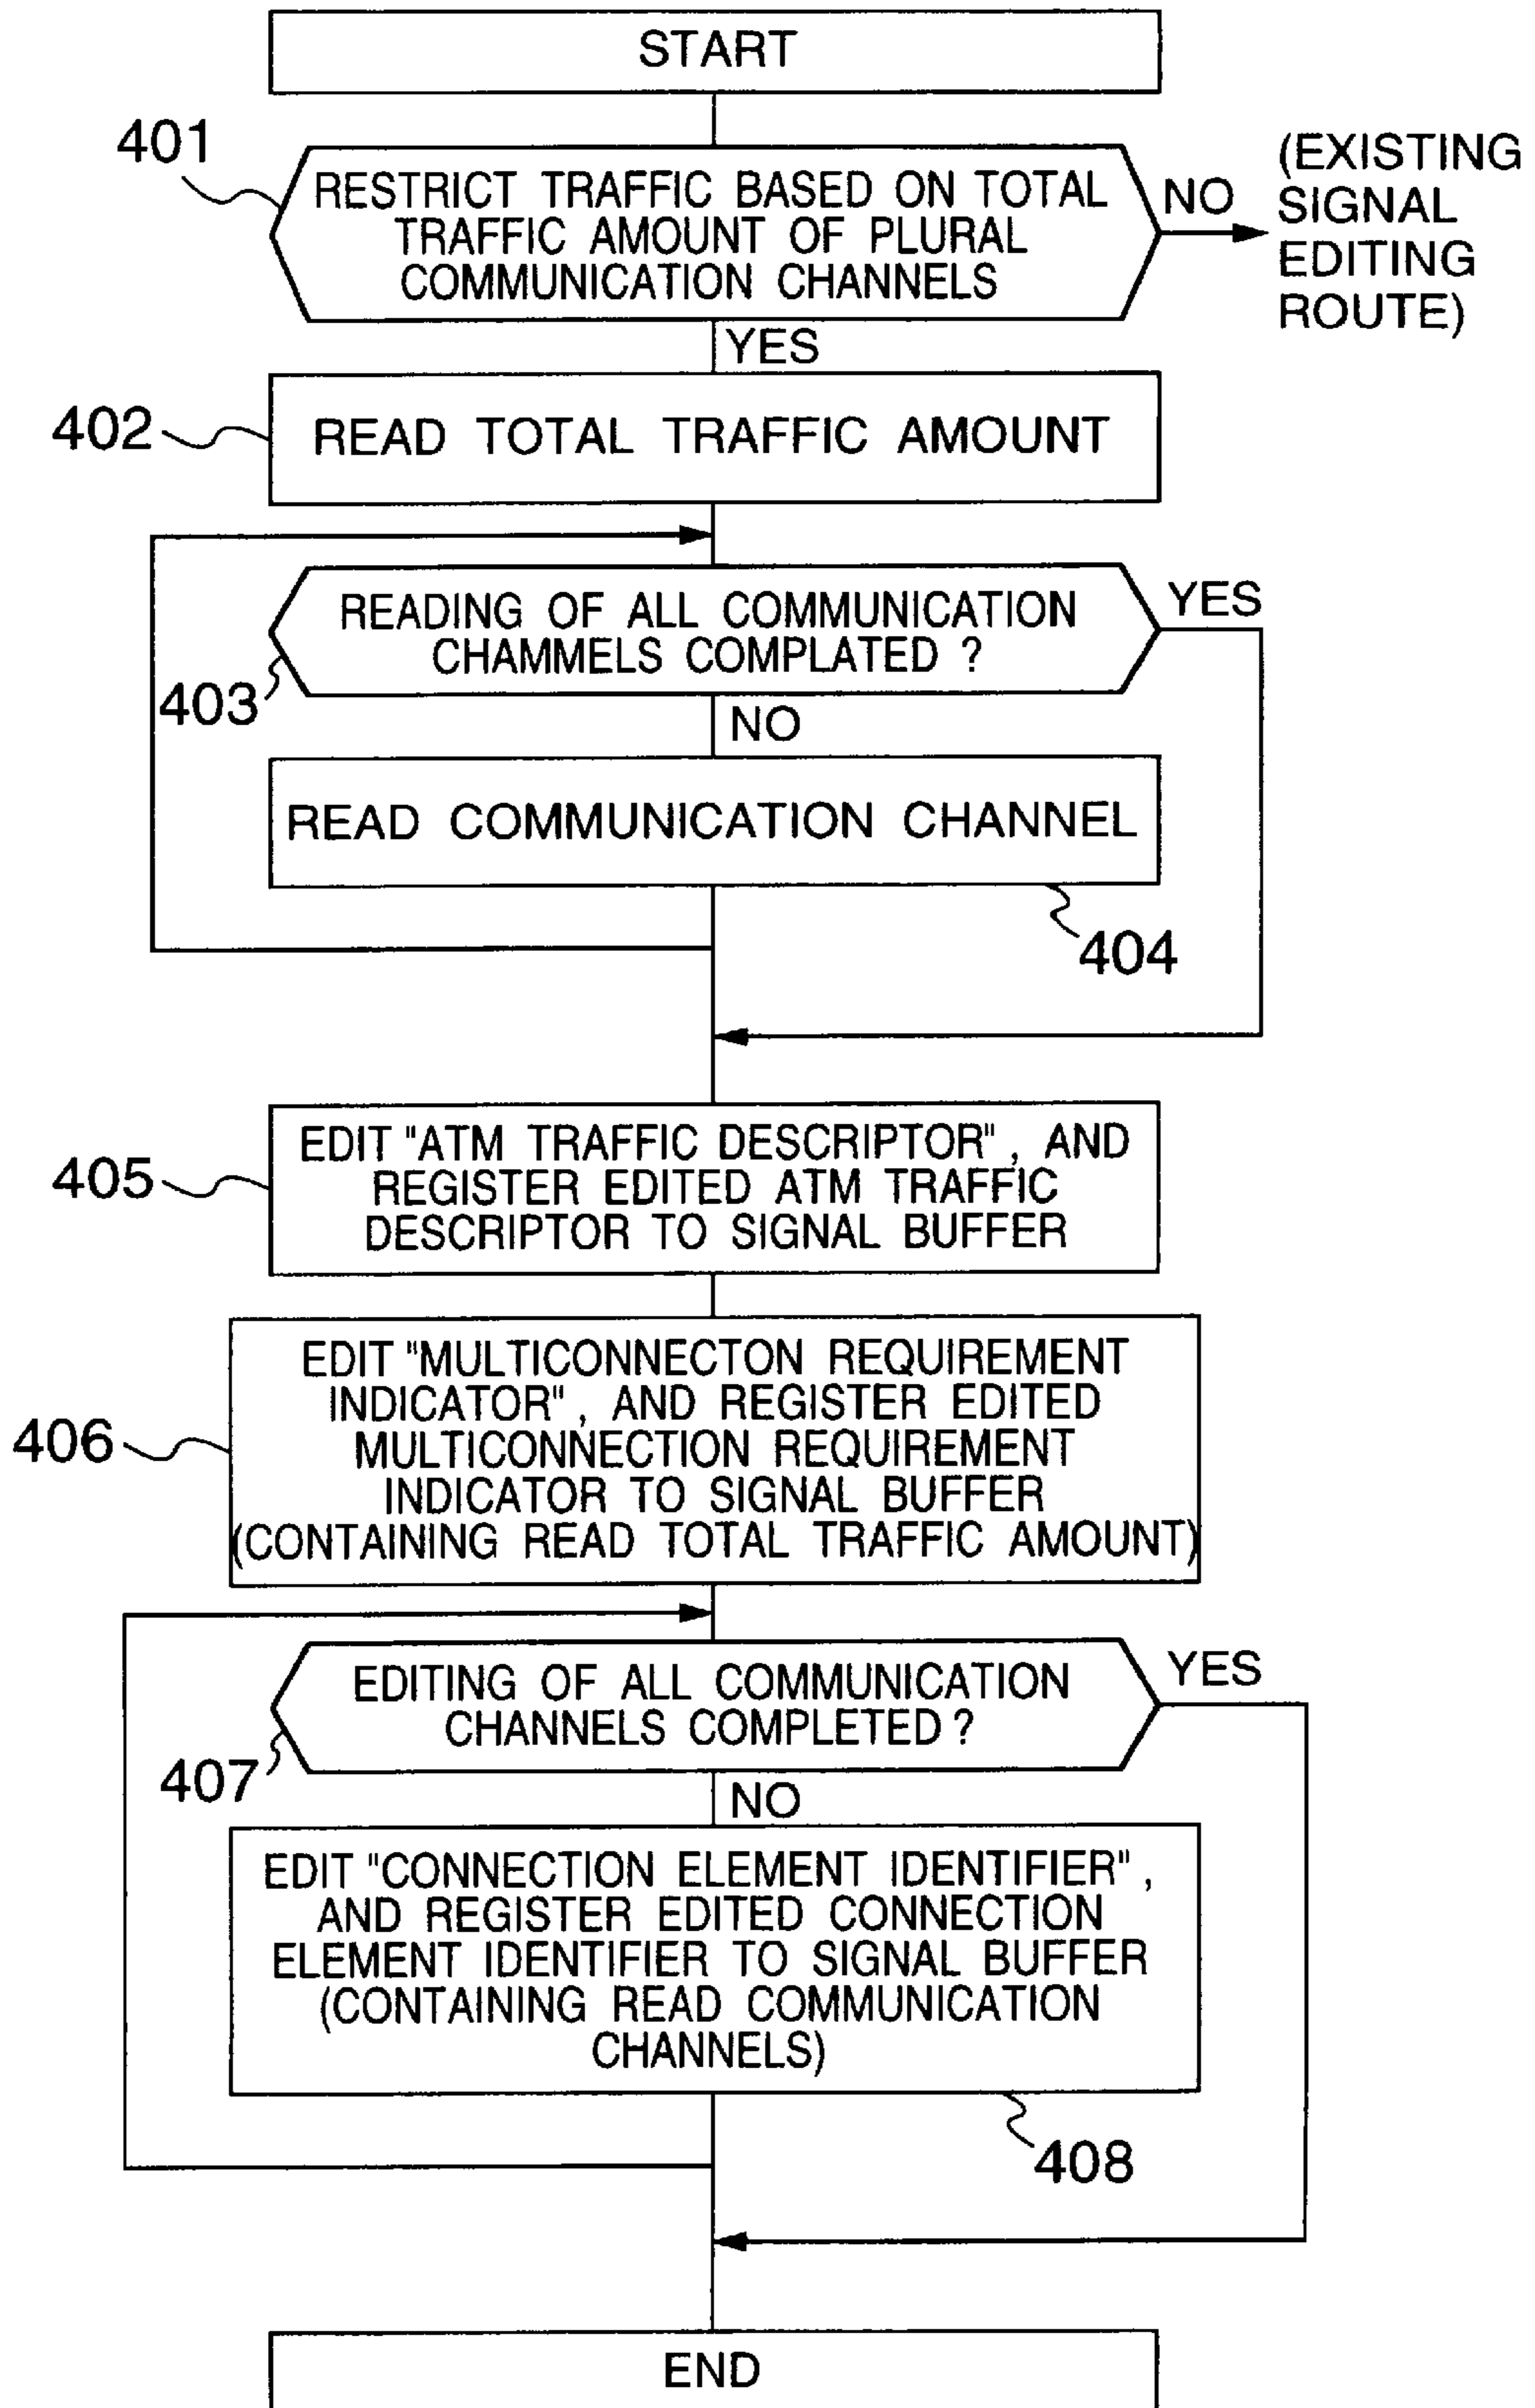 START
401
RESTRICT TRAFFIC BASED ON TOTAL
TRAFFIC AMOUNT OF PLURAL
COMMUNICATION CHANNELS
NO
(EXISTING
SIGNAL
EDITING
ROUTE)
YES
402
READ TOTAL TRAFFIC AMOUNT
READING OF ALL COMMUNICATION
CHAMMELS COMPLATED ?
YES
403
NO
READ COMMUNICATION CHANNEL
404
405
EDIT "ATM TRAFFIC DESCRIPTOR", AND
REGISTER EDITED ATM TRAFFIC
DESCRIPTOR TO SIGNAL BUFFER
406
EDIT "MULTICONNECTON REQUIREMENT
INDICATOR", AND REGISTER EDITED
MULTICONNECTION REQUIREMENT
INDICATOR TO SIGNAL BUFFER
(CONTAINING READ TOTAL TRAFFIC AMOUNT)
EDITING OF ALL COMMUNICATION
CHANNELS COMPLETED ?
YES
407
NO
EDIT "CONNECTION ELEMENT IDENTIFIER",
AND REGISTER EDITED CONNECTION
ELEMENT IDENTIFIER TO SIGNAL BUFFER
(CONTAINING READ COMMUNICATION
CHANNELS)
408
END